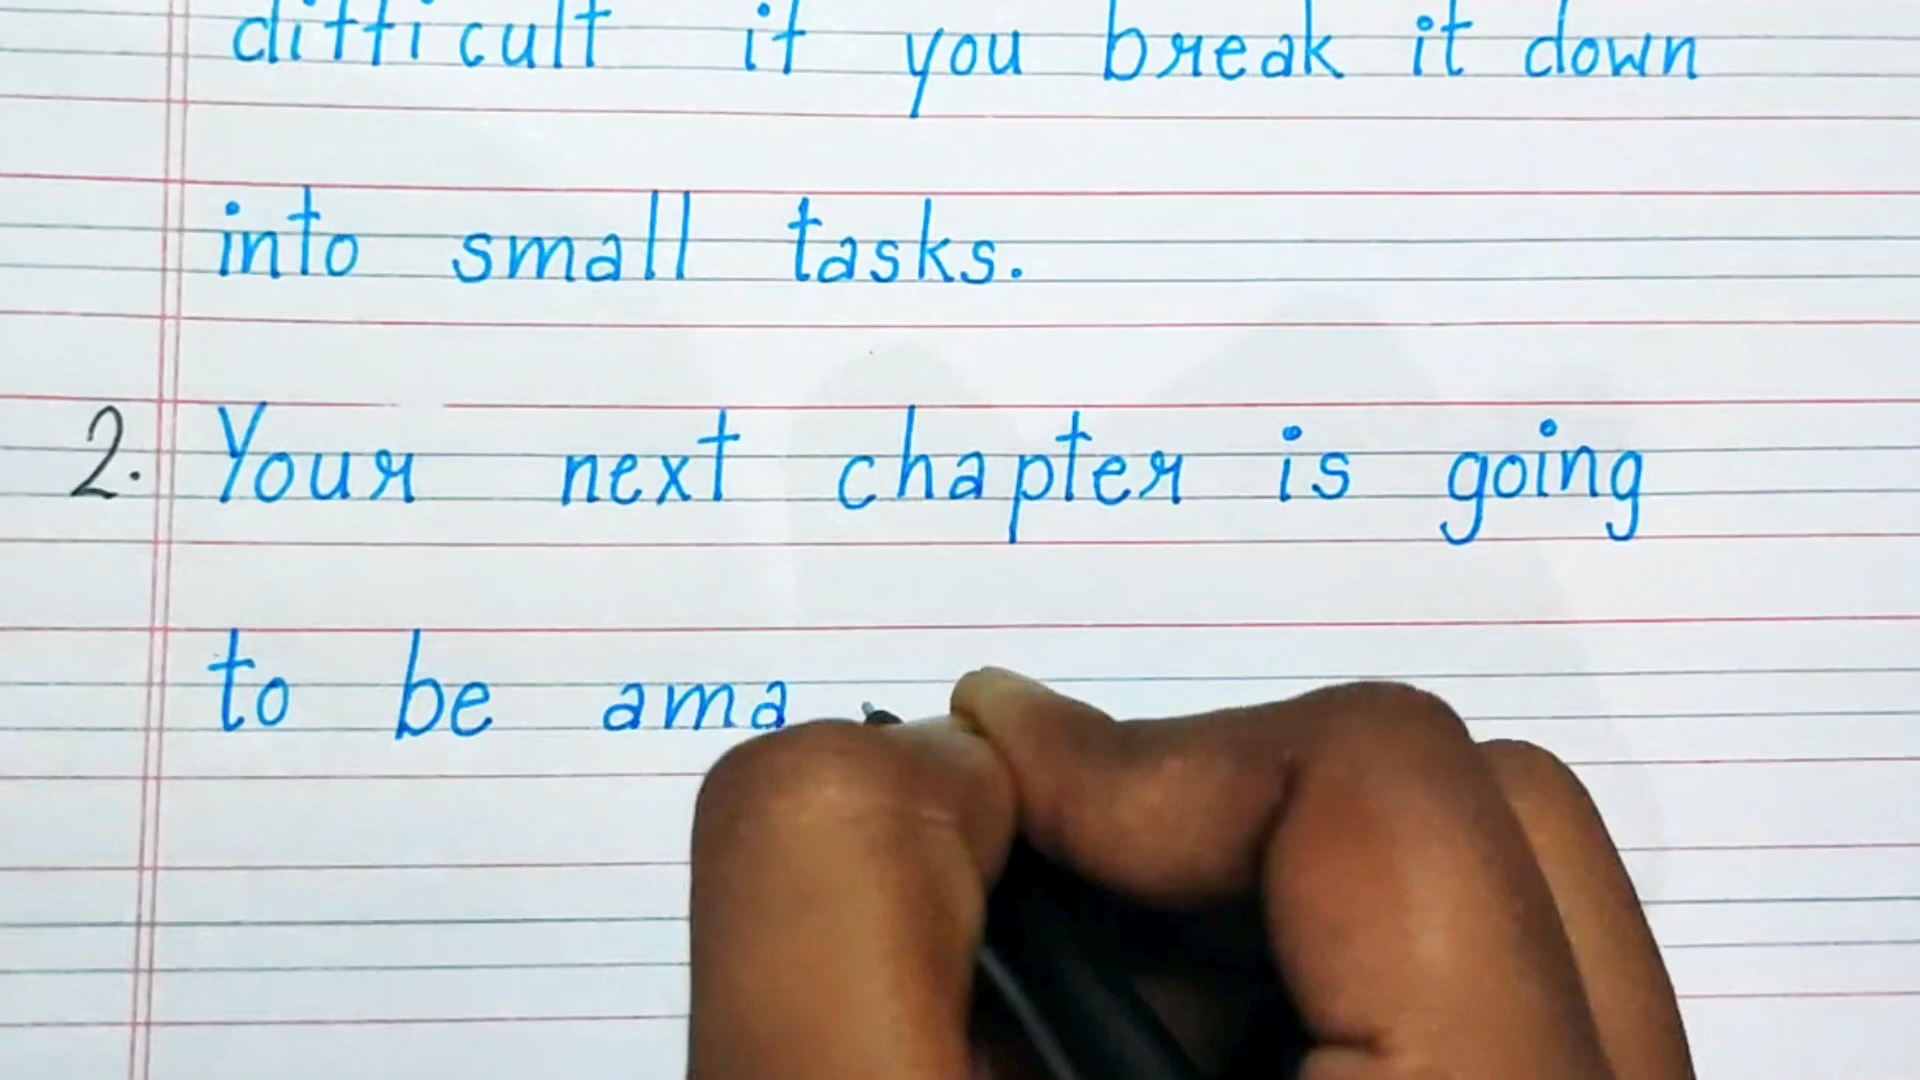 difficult if you break it down
into small tasks.
2. Your next chapter is going
to be ama